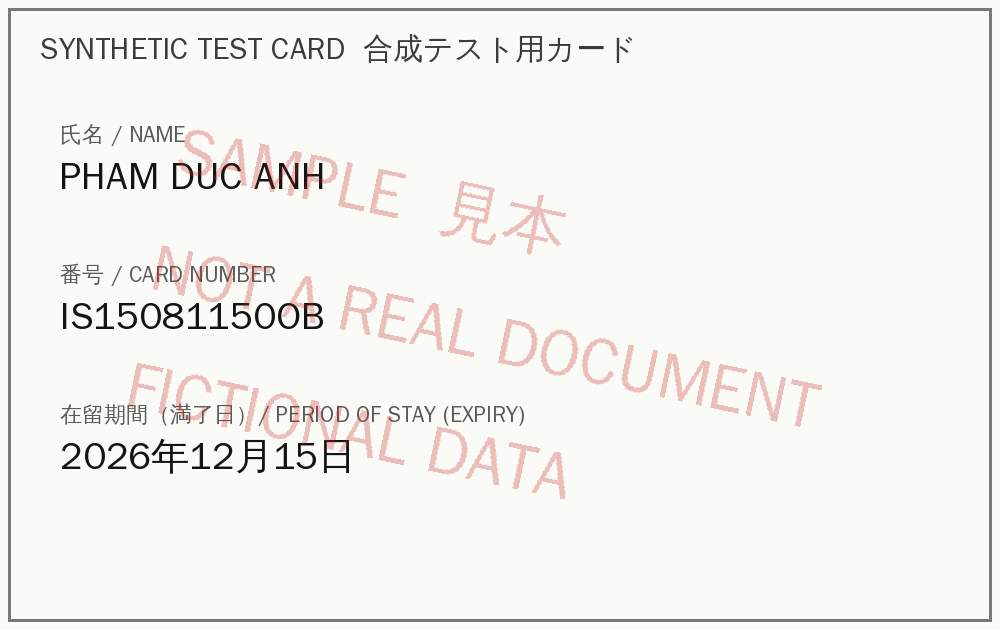 SYNTHETIC TEST CARD 合成テスト用カード
氏名 / NAME
PHAM DUC ANH
番号 / CARD NUMBER
IS150811500B
在留期間（満了日）/ PERIOD OF STAY (EXPIRY)
2026年12月15日
SAMPLE 見本
NOT A REAL DOCUMENT
FICTIONAL DATA